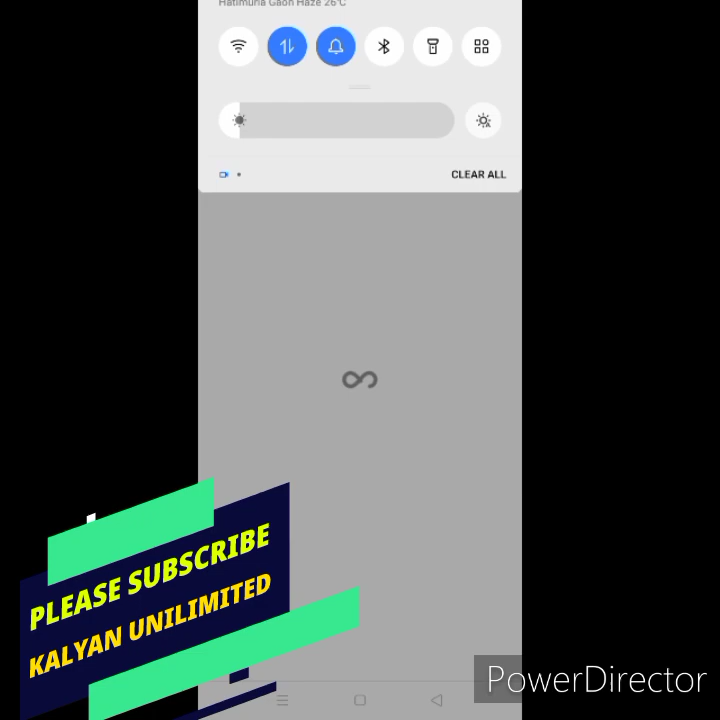 Hatimuria Gaon Haze 26°C
CLEAR ALL
PLEASE SUBSCRIBE
KALYAN UNILIMITED
PowerDirector